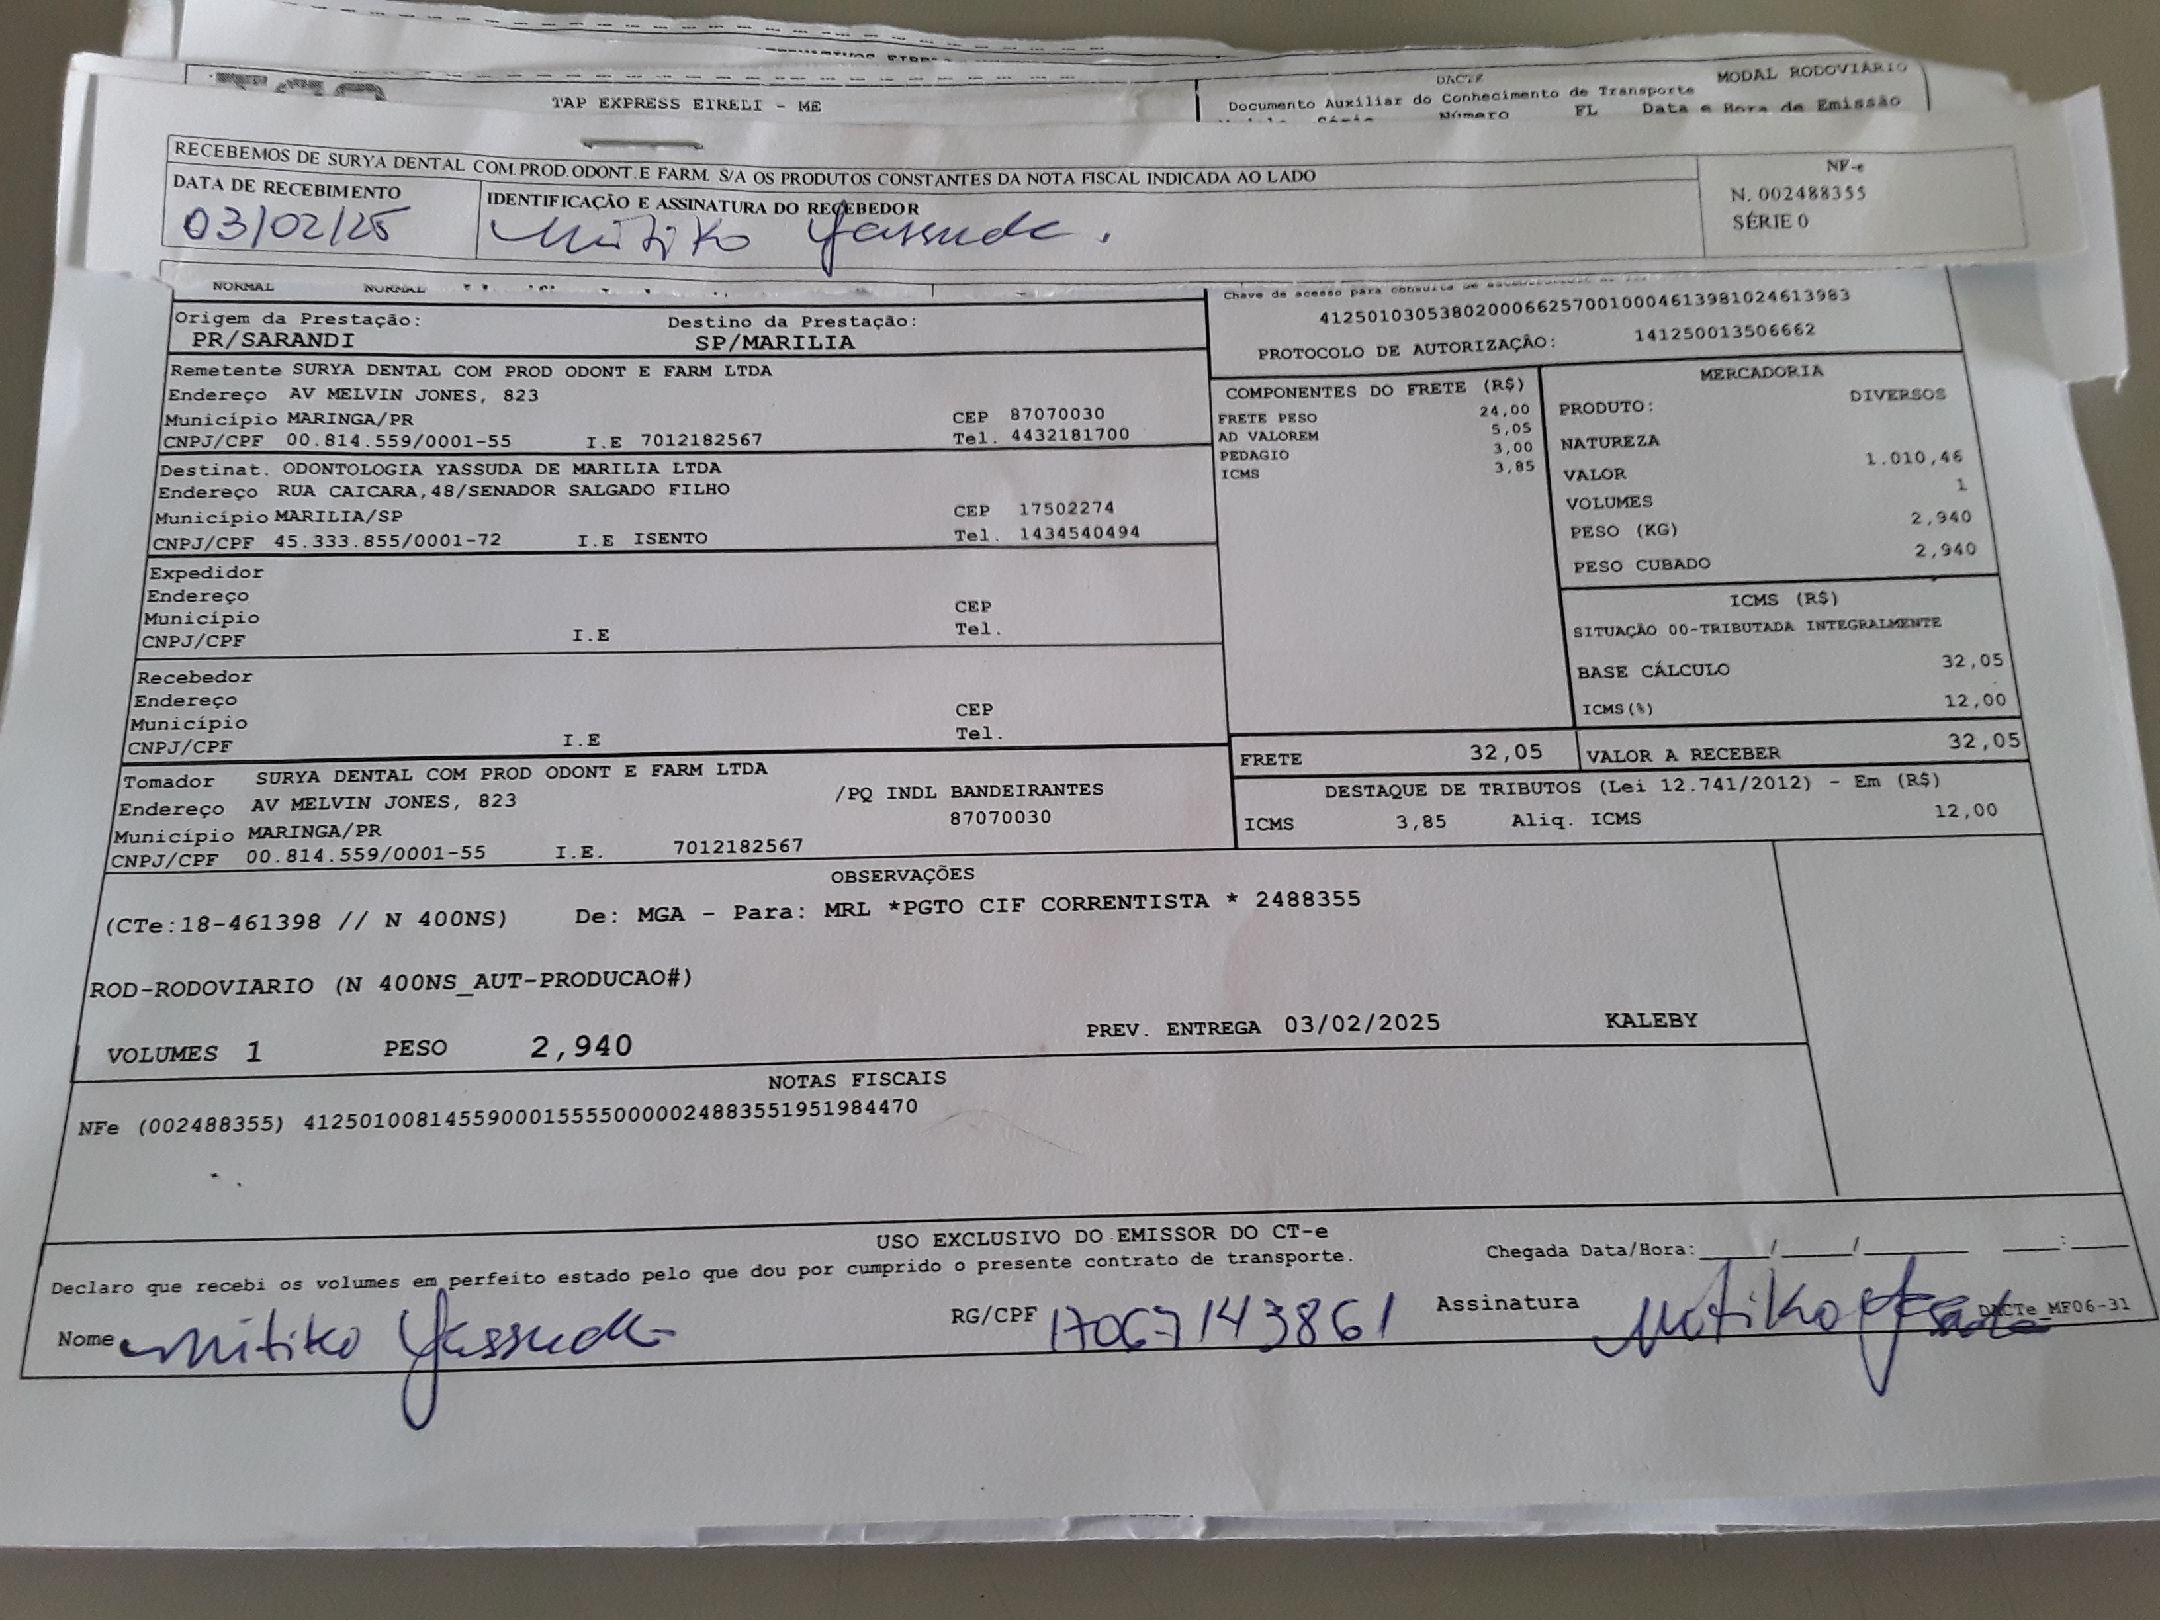 TAP EXPRESS EIRELI - ME
DACTE
MODAL RODOVIÁRIO
Documento Auxiliar do Conhecimento de Transporte
Número FL Data e Hora de Emissão
RECEBEMOS DE SURYA DENTAL COM.PROD.ODONT.E FARM. S/A OS PRODUTOS CONSTANTES DA NOTA FISCAL INDICADA AO LADO
DATA DE RECEBIMENTO
03/02/25
IDENTIFICAÇÃO E ASSINATURA DO RECEBEDOR
Mitiko Yassuda.
NF-e
N. 002488355
SÉRIE 0
NORMAL NORMAL
Origem da Prestação: Destino da Prestação:
PR/SARANDI SP/MARILIA
Remetente SURYA DENTAL COM PROD ODONT E FARM LTDA
Endereço AV MELVIN JONES, 823
Município MARINGA/PR CEP 87070030
CNPJ/CPF 00.814.559/0001-55 I.E 7012182567 Tel. 4432181700
Destinat. ODONTOLOGIA YASSUDA DE MARILIA LTDA
Endereço RUA CAICARA,48/SENADOR SALGADO FILHO
Município MARILIA/SP CEP 17502274
CNPJ/CPF 45.333.855/0001-72 I.E ISENTO Tel. 1434540494
Expedidor
Endereço
Município CEP
CNPJ/CPF I.E Tel.
Recebedor
Endereço
Município CEP
CNPJ/CPF I.E Tel.
Tomador SURYA DENTAL COM PROD ODONT E FARM LTDA
Endereço AV MELVIN JONES, 823 /PQ INDL BANDEIRANTES
Município MARINGA/PR 87070030
CNPJ/CPF 00.814.559/0001-55 I.E. 7012182567
Chave de acesso para consulta de
41250103053802000662570010004613981024613983
PROTOCOLO DE AUTORIZAÇÃO: 141250013506662
COMPONENTES DO FRETE (R$)
FRETE PESO 24,00
AD VALOREM 5,05
PEDAGIO 3,00
ICMS 3,85
MERCADORIA
PRODUTO: DIVERSOS
NATUREZA
VALOR 1.010,46
VOLUMES 1
PESO (KG) 2,940
PESO CUBADO 2,940
ICMS (R$)
SITUAÇÃO 00-TRIBUTADA INTEGRALMENTE
BASE CÁLCULO 32,05
ICMS(%) 12,00
FRETE 32,05 VALOR A RECEBER 32,05
DESTAQUE DE TRIBUTOS (Lei 12.741/2012) - Em (R$)
ICMS 3,85 Aliq. ICMS 12,00
OBSERVAÇÕES
(CTe:18-461398 // N 400NS) De: MGA - Para: MRL *PGTO CIF CORRENTISTA * 2488355
ROD-RODOVIARIO (N 400NS_AUT-PRODUCAO#)
VOLUMES 1 PESO 2,940 PREV. ENTREGA 03/02/2025 KALEBY
NOTAS FISCAIS
NFe (002488355) 41250100814559000155550000024883551951984470
USO EXCLUSIVO DO EMISSOR DO CT-e
Declaro que recebi os volumes em perfeito estado pelo que dou por cumprido o presente contrato de transporte. Chegada Data/Hora:_____/_____/_______ ____:____
Nome Mitiko Yassuda RG/CPF 17067143861 Assinatura Mitiko Yassuda
DACTe MF06-31